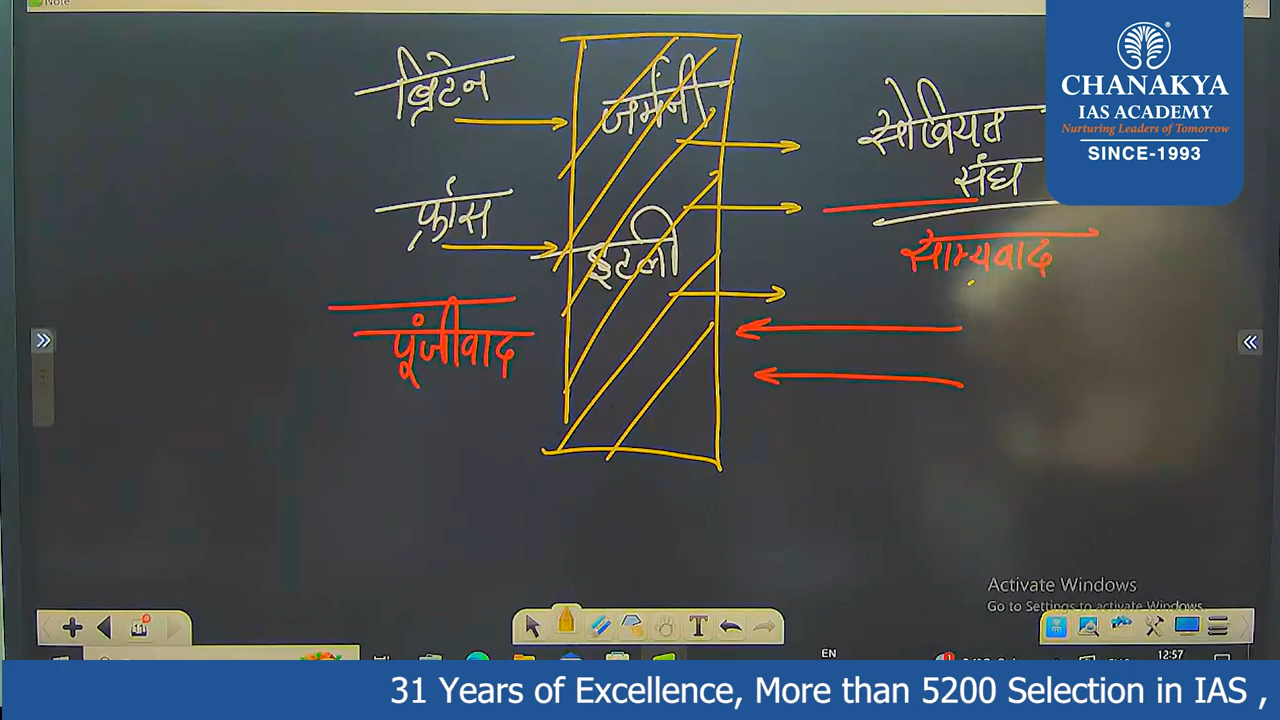 Note
ब्रिटेन
जर्मनी
सोवियत
संघ
फ्रांस
इटली
साम्यवाद
पूंजीवाद
CHANAKYA
IAS ACADEMY
Nurturing Leaders of Tomorrow
SINCE-1993
Activate Windows
Go to Settings to activate Windows.
T
EN
12:57
31 Years of Excellence, More than 5200 Selection in IAS ,